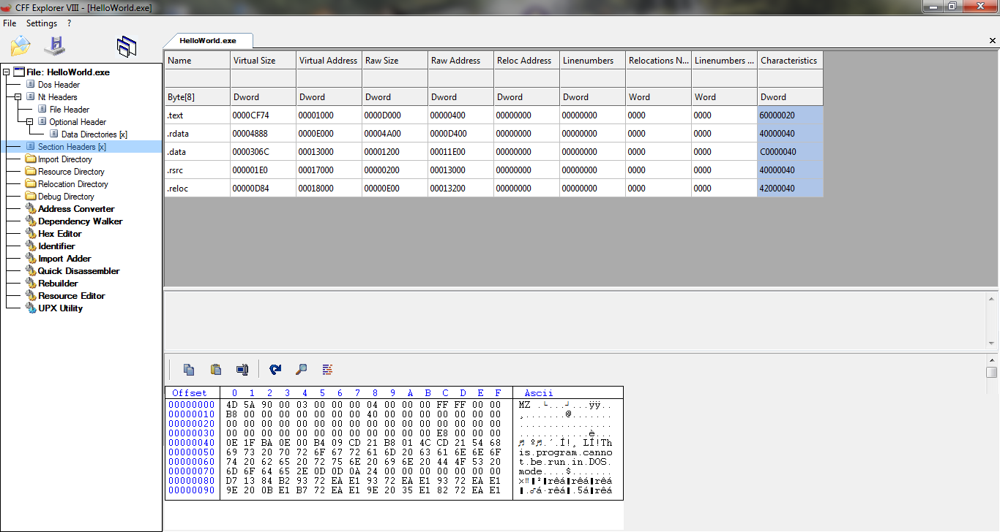 CFF Explorer VIII - [HelloWorld.exe]
File Settings ?
HelloWorld.exe
File: HelloWorld.exe
Dos Header
Nt Headers
File Header
Optional Header
Data Directories [x]
Section Headers [x]
Import Directory
Resource Directory
Relocation Directory
Debug Directory
Address Converter
Dependency Walker
Hex Editor
Identifier
Import Adder
Quick Disassembler
Rebuilder
Resource Editor
UPX Utility
Name Virtual Size Virtual Address Raw Size Raw Address Reloc Address Linenumbers Relocations N... Linenumbers ... Characteristics
Byte[8] Dword Dword Dword Dword Dword Dword Word Word Dword
.text 0000CF74 00001000 0000D000 00000400 00000000 00000000 0000 0000 60000020
.rdata 00004888 0000E000 00004A00 0000D400 00000000 00000000 0000 0000 40000040
.data 0000306C 00013000 00001200 00011E00 00000000 00000000 0000 0000 C0000040
.rsrc 000001E0 00017000 00000200 00013000 00000000 00000000 0000 0000 40000040
.reloc 00000D84 00018000 00000E00 00013200 00000000 00000000 0000 0000 42000040
Offset 0 1 2 3 4 5 6 7 8 9 A B C D E F Ascii
00000000 4D 5A 90 00 03 00 00 00 04 00 00 00 FF FF 00 00 MZ .└...┘...ÿÿ..
00000010 B8 00 00 00 00 00 00 00 40 00 00 00 00 00 00 00 ¸.......@.......
00000020 00 00 00 00 00 00 00 00 00 00 00 00 00 00 00 00 ................
00000030 00 00 00 00 00 00 00 00 00 00 00 00 E8 00 00 00 ............è...
00000040 0E 1F BA 0E 00 B4 09 CD 21 B8 01 4C CD 21 54 68 ♬ º♬.´.Í!¸ LÍ!Th
00000050 69 73 20 70 72 6F 67 72 61 6D 20 63 61 6E 6E 6F is.program.canno
00000060 74 20 62 65 20 72 75 6E 20 69 6E 20 44 4F 53 20 t.be.run.in.DOS.
00000070 6D 6F 64 65 2E 0D 0D 0A 24 00 00 00 00 00 00 00 mode....$.......
00000080 D7 13 84 B2 93 72 EA E1 93 72 EA E1 93 72 EA E1 ×‼❙²❙rêá❙rêá❙rêá
00000090 9E 20 0B E1 B7 72 EA E1 9E 20 35 E1 82 72 EA E1 ❙.♂á·rêá❙.5á❙rêá